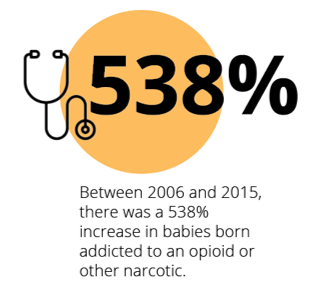 538%
Between 2006 and 2015,
there was a 538%
increase in babies born
addicted to an opioid or
other narcotic.